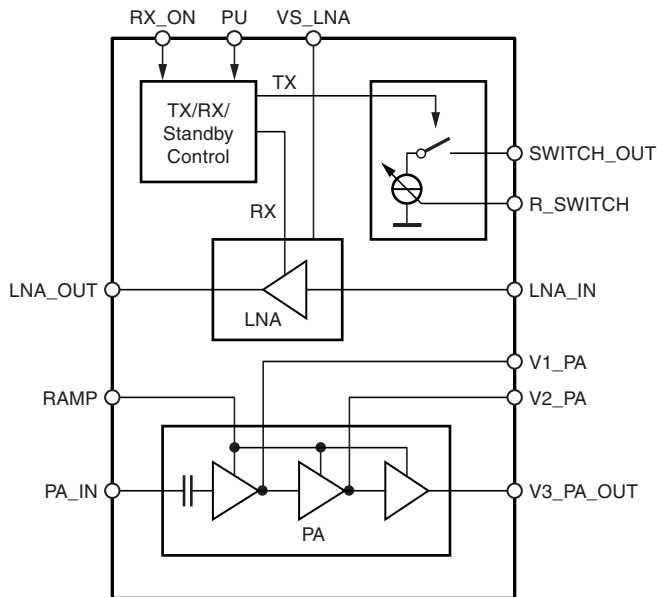 RX_ON PU VS_LNA
TX
TX/RX/
Standby
Control
SWITCH_OUT
R_SWITCH
RX
LNA_OUT
LNA
LNA_IN
V1_PA
RAMP
V2_PA
PA_IN
V3_PA_OUT
PA